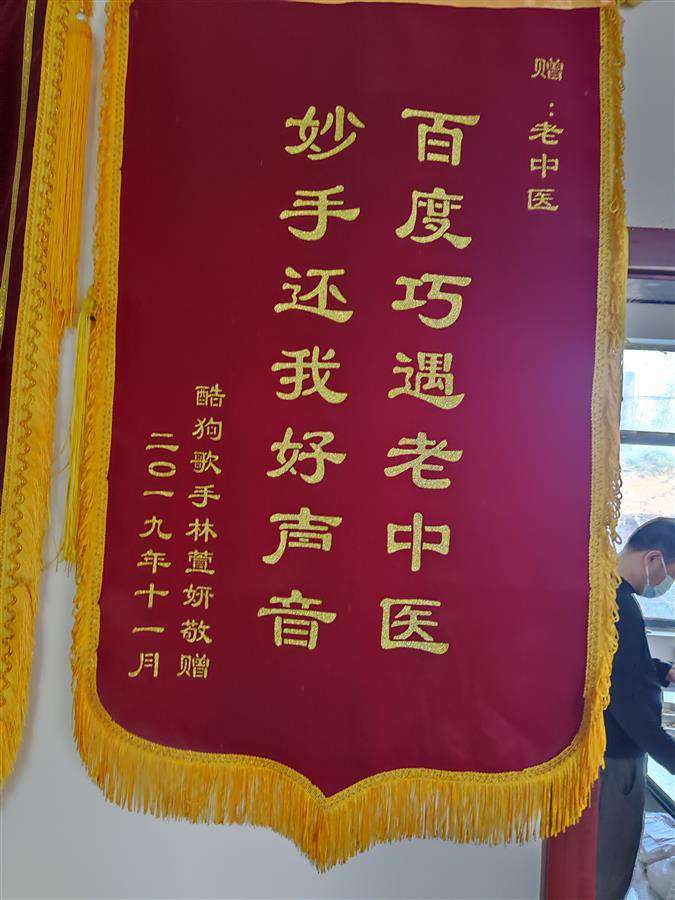 赠：老中医
百度巧遇老中医
妙手还我好声音
酷狗歌手林萱妍敬赠
二〇一九年十一月